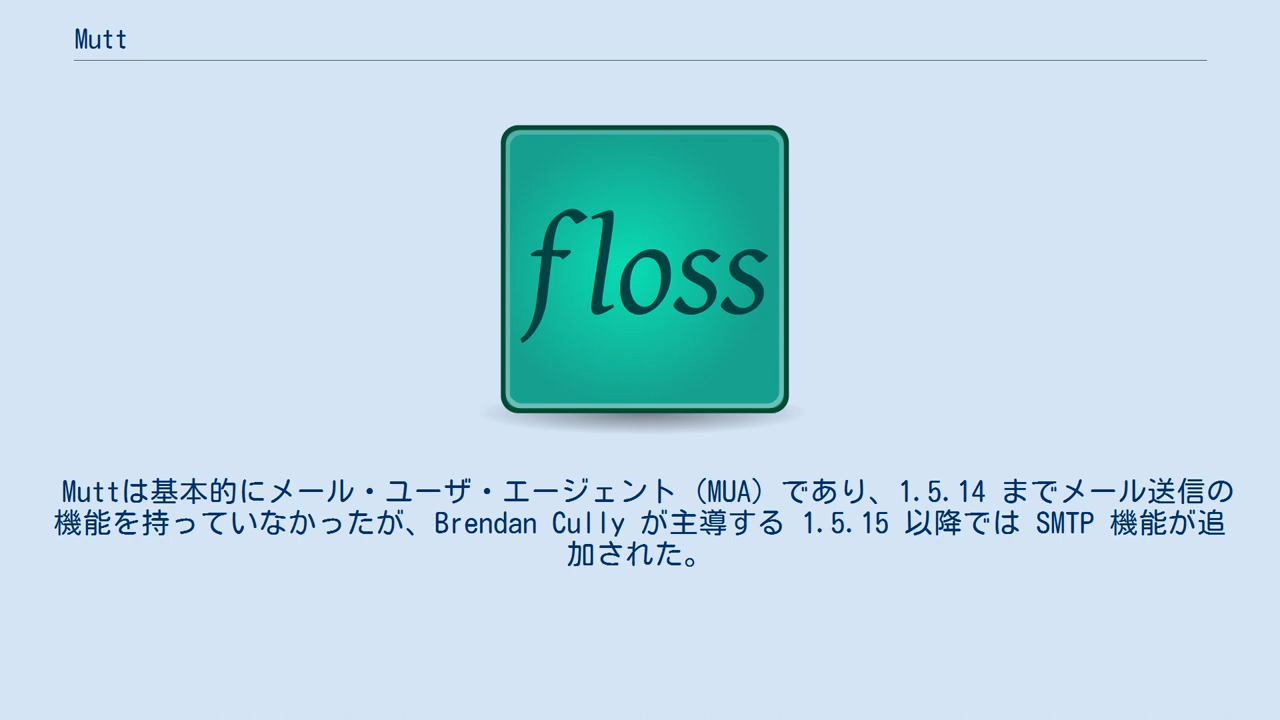 Mutt
floss
Muttは基本的にメール・ユーザ・エージェント（MUA）であり、1.5.14 までメール送信の
機能を持っていなかったが、Brendan Cully が主導する 1.5.15 以降では SMTP 機能が追
加された。